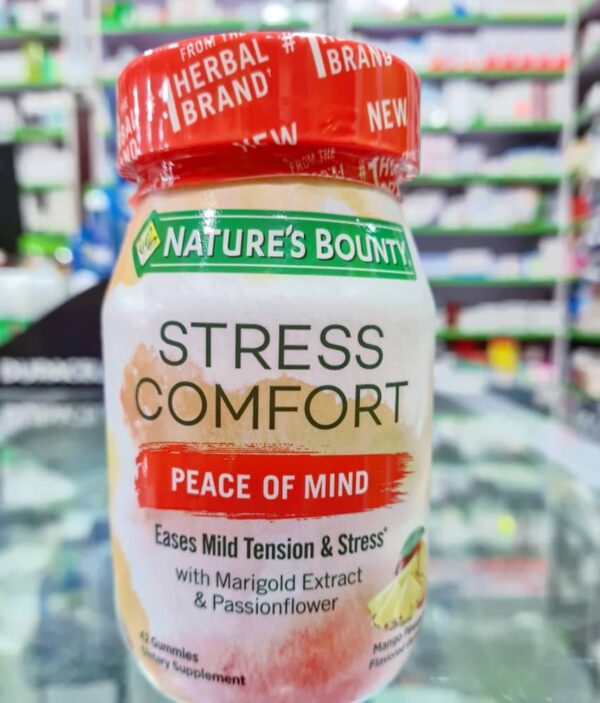 FROM THE
#1
HERBAL
BRAND†
#1
BRAND
NEW
NEW
FROM THE
NATURE'S BOUNTY
STRESS
COMFORT
PEACE OF MIND
Eases Mild Tension & Stress*
with Marigold Extract
& Passionflower
42 Gummies
Dietary Supplement
Mango
Flavored